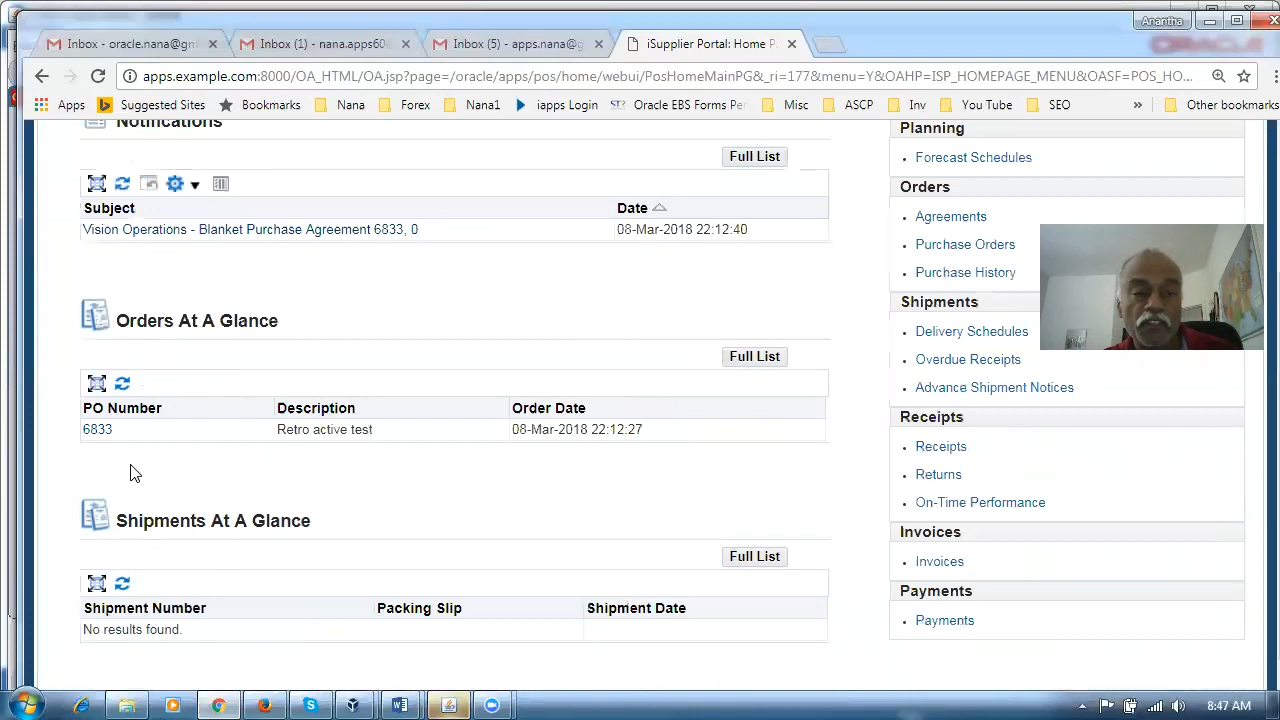 Anantha
Inbox - oracle.nana@gm
Inbox (1) - nana.apps60
Inbox (5) - apps.nana@g
iSupplier Portal: Home P
apps.example.com:8000/OA_HTML/OA.jsp?page=/oracle/apps/pos/home/webui/PosHomeMainPG&_ri=177&menu=Y&OAHP=ISP_HOMEPAGE_MENU&OASF=POS_HO...
Apps
Suggested Sites
Bookmarks
Nana
Forex
Nana1
iapps Login
Oracle EBS Forms Per
Misc
ASCP
Inv
You Tube
SEO
»
Other bookmarks
Notifications
Full List
Subject
Date
Vision Operations - Blanket Purchase Agreement 6833, 0
08-Mar-2018 22:12:40
Orders At A Glance
Full List
PO Number
Description
Order Date
6833
Retro active test
08-Mar-2018 22:12:27
Shipments At A Glance
Full List
Shipment Number
Packing Slip
Shipment Date
No results found.
Planning
Forecast Schedules
Orders
Agreements
Purchase Orders
Purchase History
Shipments
Delivery Schedules
Overdue Receipts
Advance Shipment Notices
Receipts
Receipts
Returns
On-Time Performance
Invoices
Invoices
Payments
Payments
8:47 AM